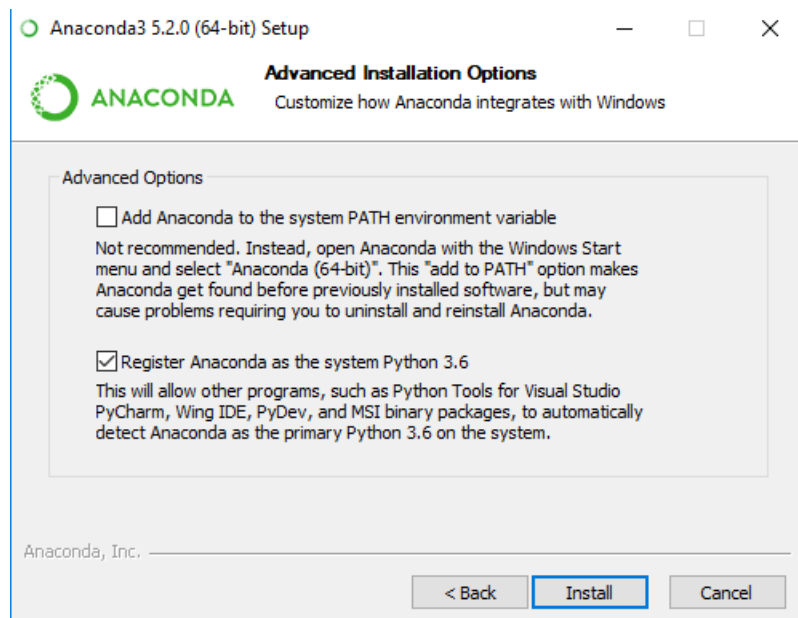 Anaconda3 5.2.0 (64-bit) Setup
ANACONDA
Advanced Installation Options
Customize how Anaconda integrates with Windows
Advanced Options
Add Anaconda to the system PATH environment variable
Not recommended. Instead, open Anaconda with the Windows Start
menu and select "Anaconda (64-bit)". This "add to PATH" option makes
Anaconda get found before previously installed software, but may
cause problems requiring you to uninstall and reinstall Anaconda.
Register Anaconda as the system Python 3.6
This will allow other programs, such as Python Tools for Visual Studio
PyCharm, Wing IDE, PyDev, and MSI binary packages, to automatically
detect Anaconda as the primary Python 3.6 on the system.
Anaconda, Inc.
< Back
Install
Cancel